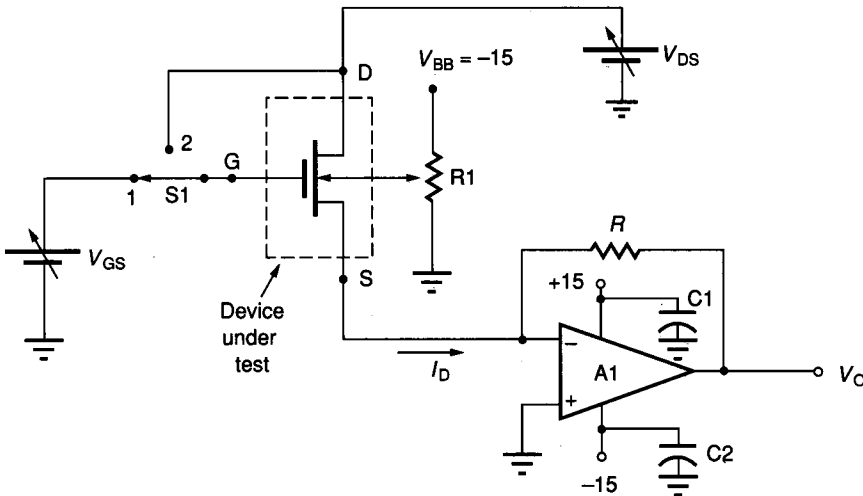 D
V_BB = −15
V_DS
2
G
1
S1
R1
V_GS
S
R
Device
under
test
+15
C1
I_D
−
A1
+
V_O
C2
−15